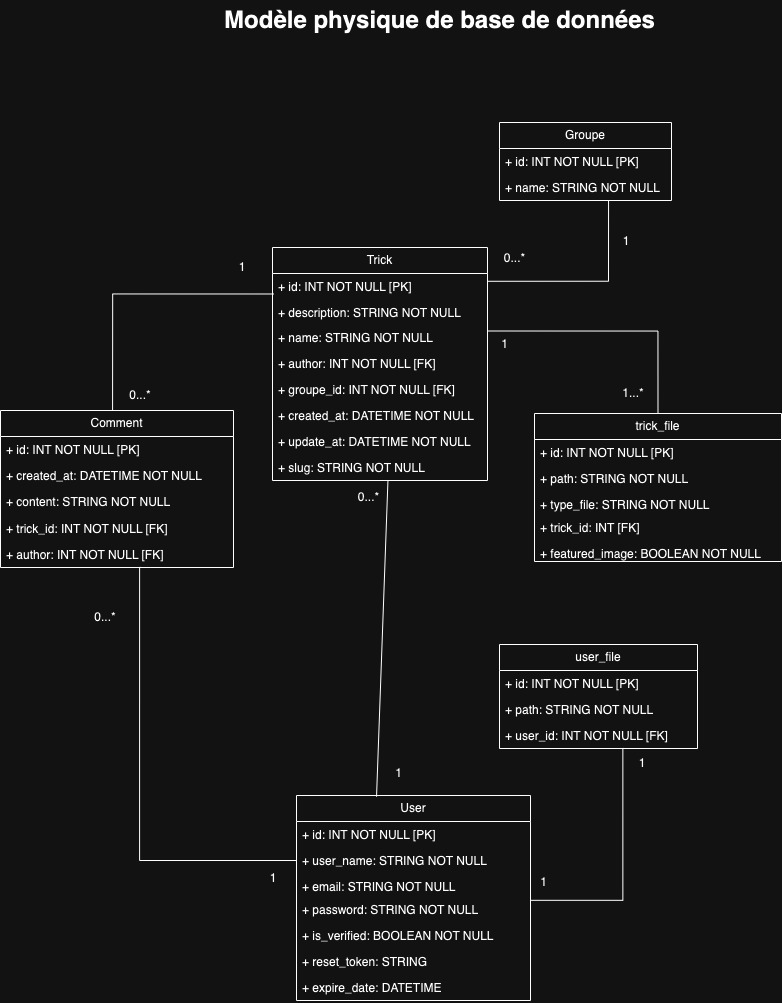 Modèle physique de base de données
Groupe
+ id: INT NOT NULL [PK]
+ name: STRING NOT NULL
1
0...*
Trick
+ id: INT NOT NULL [PK]
+ description: STRING NOT NULL
+ name: STRING NOT NULL
+ author: INT NOT NULL [FK]
+ groupe_id: INT NOT NULL [FK]
+ created_at: DATETIME NOT NULL
+ update_at: DATETIME NOT NULL
+ slug: STRING NOT NULL
1
0...*
1
1...*
Comment
+ id: INT NOT NULL [PK]
+ created_at: DATETIME NOT NULL
+ content: STRING NOT NULL
+ trick_id: INT NOT NULL [FK]
+ author: INT NOT NULL [FK]
trick_file
+ id: INT NOT NULL [PK]
+ path: STRING NOT NULL
+ type_file: STRING NOT NULL
+ trick_id: INT [FK]
+ featured_image: BOOLEAN NOT NULL
0...*
0...*
user_file
+ id: INT NOT NULL [PK]
+ path: STRING NOT NULL
+ user_id: INT NOT NULL [FK]
1
1
User
+ id: INT NOT NULL [PK]
+ user_name: STRING NOT NULL
+ email: STRING NOT NULL
+ password: STRING NOT NULL
+ is_verified: BOOLEAN NOT NULL
+ reset_token: STRING
+ expire_date: DATETIME
1
1